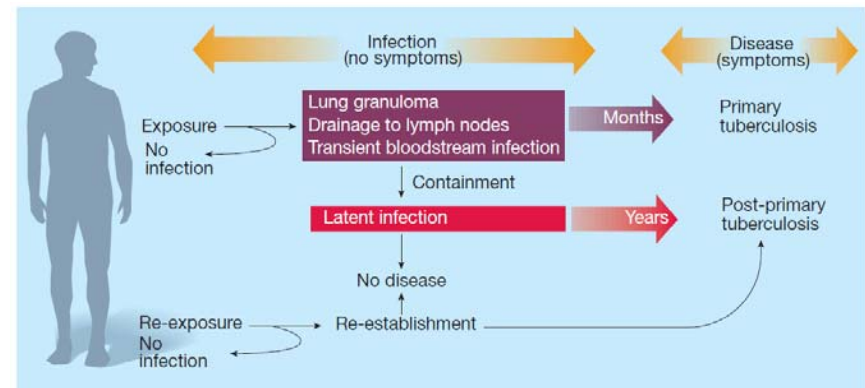 Infection
(no symptoms)
Disease
(symptoms)
Exposure
No
infection
Lung granuloma
Drainage to lymph nodes
Transient bloodstream infection
Months
Primary
tuberculosis
Containment
Latent infection
Years
Post-primary
tuberculosis
No disease
Re-exposure
No
infection
Re-establishment